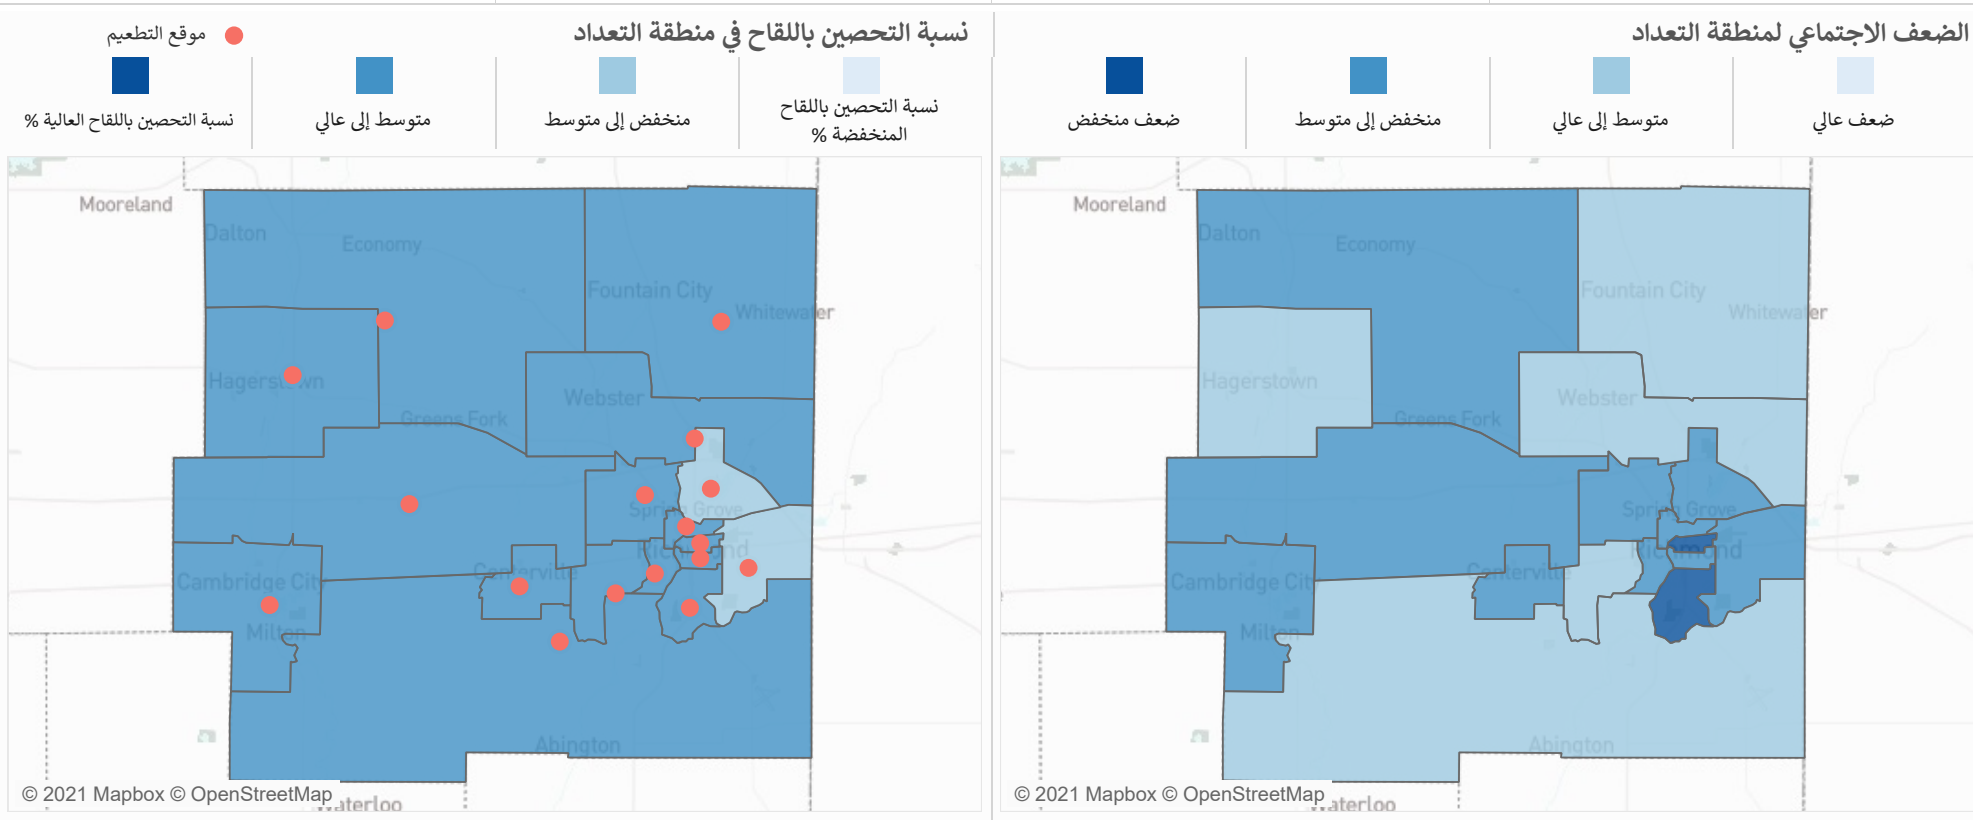 الضعف الاجتماعي لمنطقة التعداد
ضعف عالي
متوسط إلى عالي
منخفض إلى متوسط
ضعف منخفض
Mooreland
Dalton
Economy
Fountain City
Whitewater
Hagerstown
Webster
Greens Fork
Spring Grove
Richmond
Centerville
Cambridge City
Milton
Abington
© 2021 Mapbox © OpenStreetMap
Waterloo
نسبة التحصين باللقاح في منطقة التعداد
موقع التطعيم
نسبة التحصين باللقاح
المنخفضة %
منخفض إلى متوسط
متوسط إلى عالي
نسبة التحصين باللقاح العالية %
Mooreland
Dalton
Economy
Fountain City
Whitewater
Hagerstown
Webster
Greens Fork
Spring Grove
Richmond
Centerville
Cambridge City
Milton
Abington
© 2021 Mapbox © OpenStreetMap
Waterloo